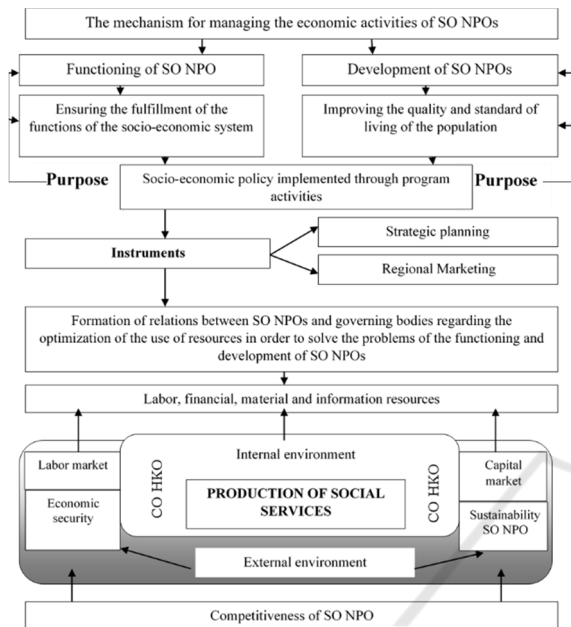 The mechanism for managing the economic activities of SO NPOs
Functioning of SO NPO
Development of SO NPOs
Ensuring the fulfillment of the
functions of the socio-economic system
Improving the quality and standard of
living of the population
Purpose
Socio-economic policy implemented through program
activities
Purpose
Instruments
Strategic planning
Regional Marketing
Formation of relations between SO NPOs and governing bodies regarding the
optimization of the use of resources in order to solve the problems of the functioning and
development of SO NPOs
Labor, financial, material and information resources
Labor market
Economic
security
СО НКО
Internal environment
PRODUCTION OF SOCIAL
SERVICES
СО НКО
Capital
market
Sustainability
SO NPO
External environment
Competitiveness of SO NPO